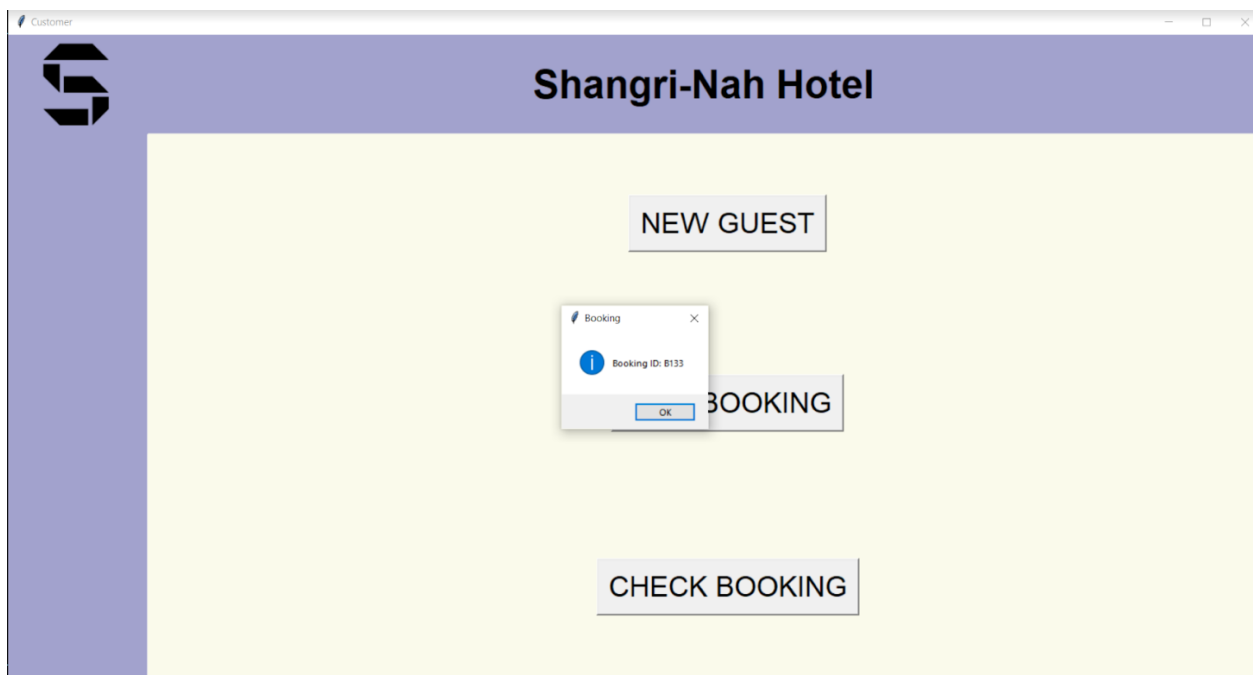 Customer
Shangri-Nah Hotel
NEW GUEST
Booking
Booking ID: B133
OK
BOOKING
CHECK BOOKING